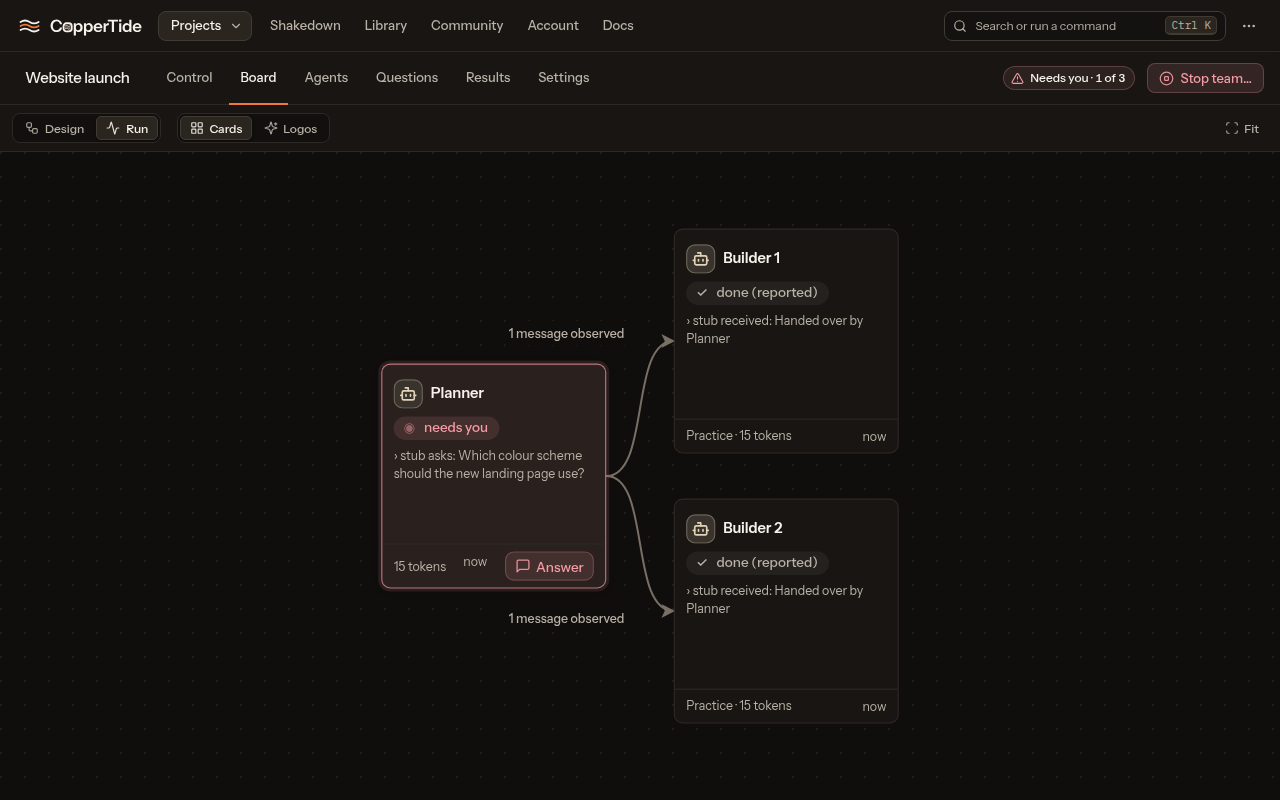 CopperTide
Projects
Shakedown
Library
Community
Account
Docs
Search or run a command
Ctrl K
Website launch
Control
Board
Agents
Questions
Results
Settings
Needs you · 1 of 3
Stop team…
Design
Run
Cards
Logos
Fit
Builder 1
done (reported)
› stub received: Handed over by
Planner
Practice · 15 tokens
now
1 message observed
Planner
needs you
› stub asks: Which colour scheme
should the new landing page use?
15 tokens
now
Answer
1 message observed
Builder 2
done (reported)
› stub received: Handed over by
Planner
Practice · 15 tokens
now